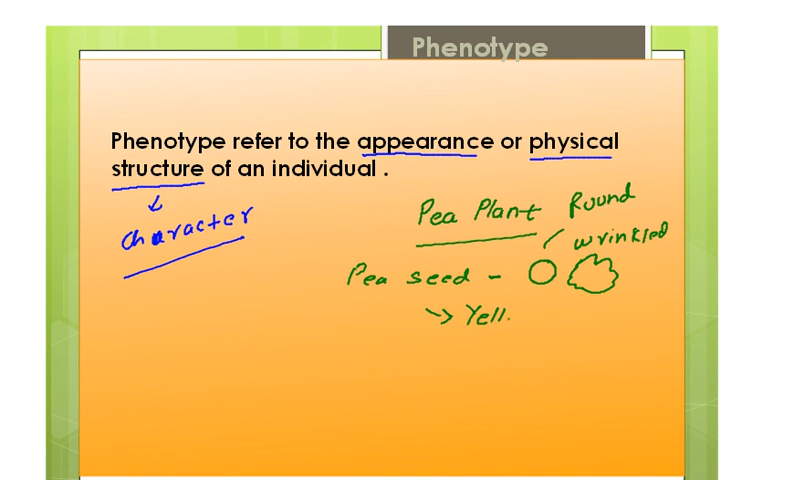 Phenotype
Phenotype refer to the appearance or physical
structure of an individual .
Character
Pea Plant Round
wrinkled
Pea seed -
-> Yell.